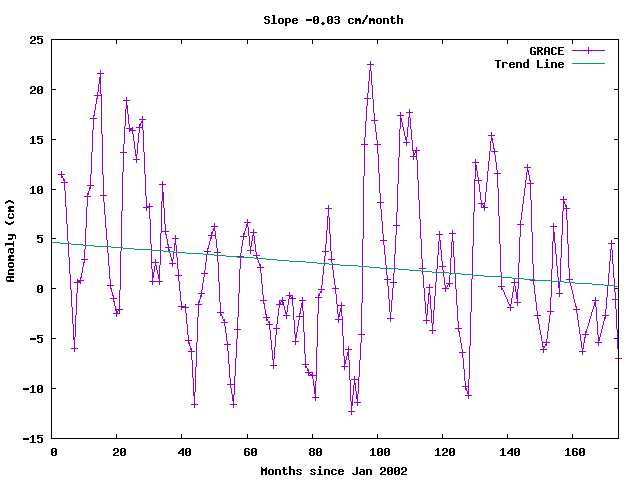 Slope -0.03 cm/month
GRACE
Trend Line
25
20
15
10
5
0
-5
-10
-15
Anomaly (cm)
0 20 40 60 80 100 120 140 160
Months since Jan 2002